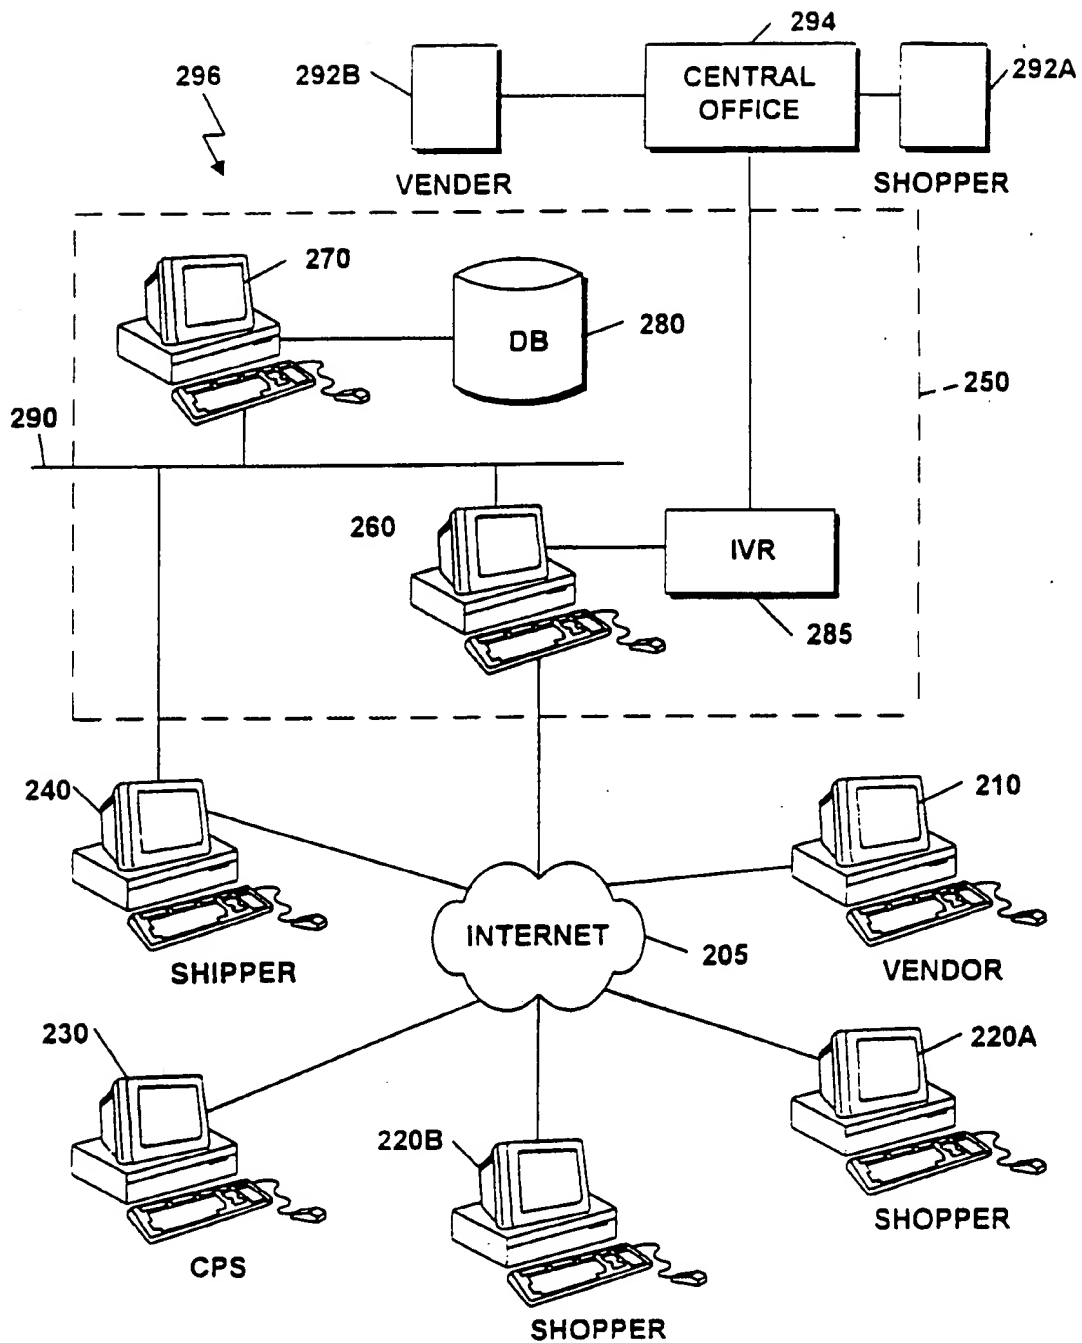 294
296
292B
CENTRAL
OFFICE
292A
VENDER
SHOPPER
270
DB
280
250
290
260
IVR
285
240
210
INTERNET
205
SHIPPER
VENDOR
230
220A
220B
SHOPPER
CPS
SHOPPER